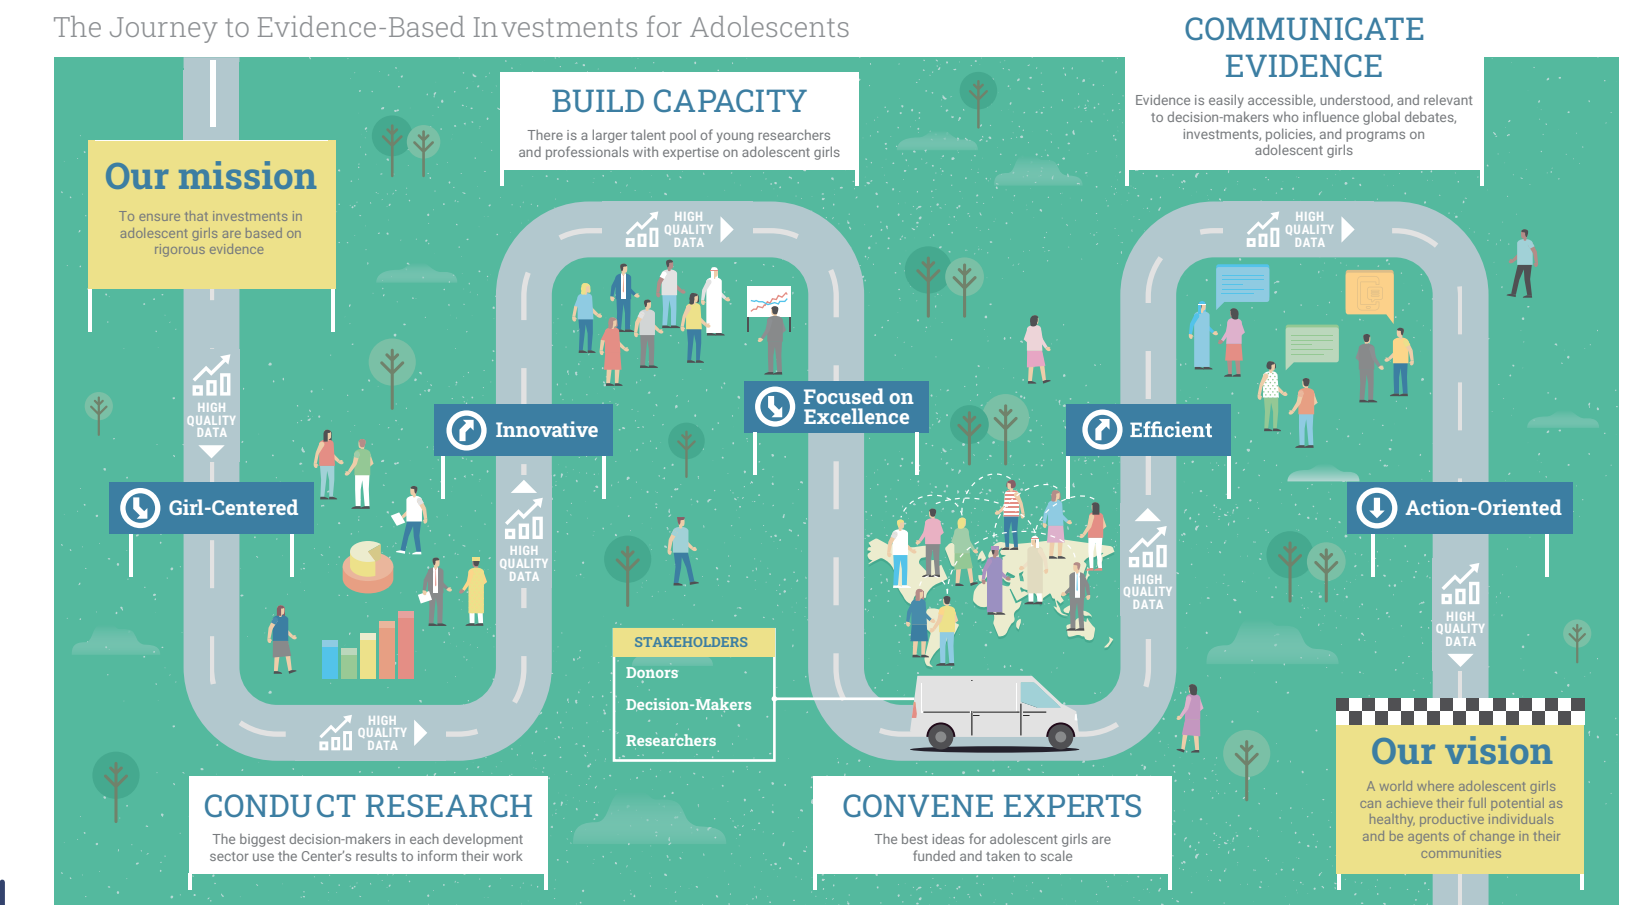 The Journey to Evidence-Based Investments for Adolescents
Our mission
To ensure that investments in
adolescent girls are based on
rigorous evidence
HIGH
QUALITY
DATA
Girl-Centered
HIGH
QUALITY
DATA
CONDUCT RESEARCH
The biggest decision-makers in each development
sector use the Center's results to inform their work
HIGH
QUALITY
DATA
Innovative
BUILD CAPACITY
There is a larger talent pool of young researchers
and professionals with expertise on adolescent girls
HIGH
QUALITY
DATA
Focused on
Excellence
STAKEHOLDERS
Donors
Decision-Makers
Researchers
CONVENE EXPERTS
The best ideas for adolescent girls are
funded and taken to scale
HIGH
QUALITY
DATA
Efficient
COMMUNICATE
EVIDENCE
Evidence is easily accessible, understood, and relevant
to decision-makers who influence global debates,
investments, policies, and programs on
adolescent girls
HIGH
QUALITY
DATA
Action-Oriented
HIGH
QUALITY
DATA
Our vision
A world where adolescent girls
can achieve their full potential as
healthy, productive individuals
and be agents of change in their
communities